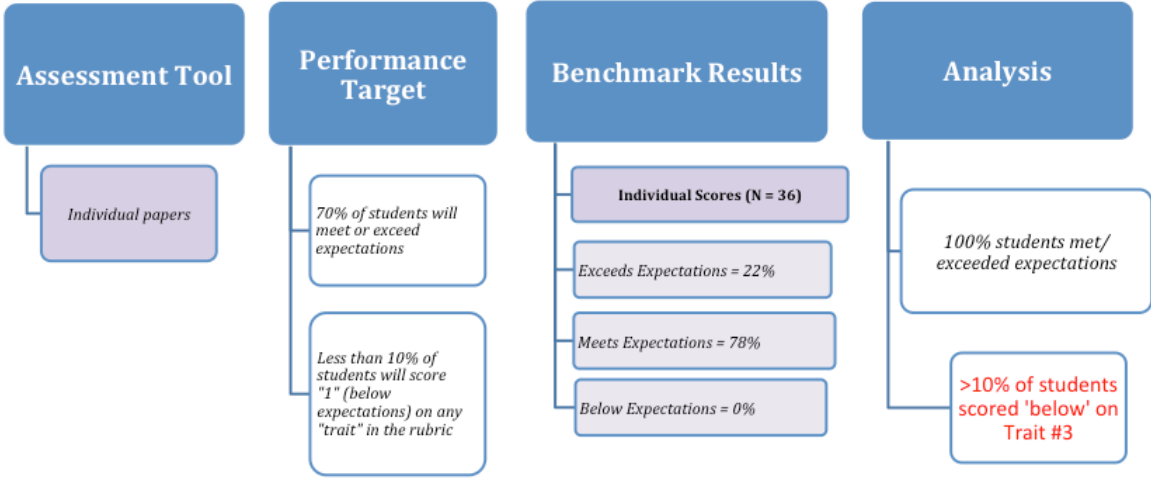 Assessment Tool
Individual papers
Performance
Target
70% of students will
meet or exceed
expectations
Less than 10% of
students will score
"1" (below
expectations) on any
"trait" in the rubric
Benchmark Results
Individual Scores (N = 36)
Exceeds Expectations = 22%
Meets Expectations = 78%
Below Expectations = 0%
Analysis
100% students met/
exceeded expectations
>10% of students
scored 'below' on
Trait #3